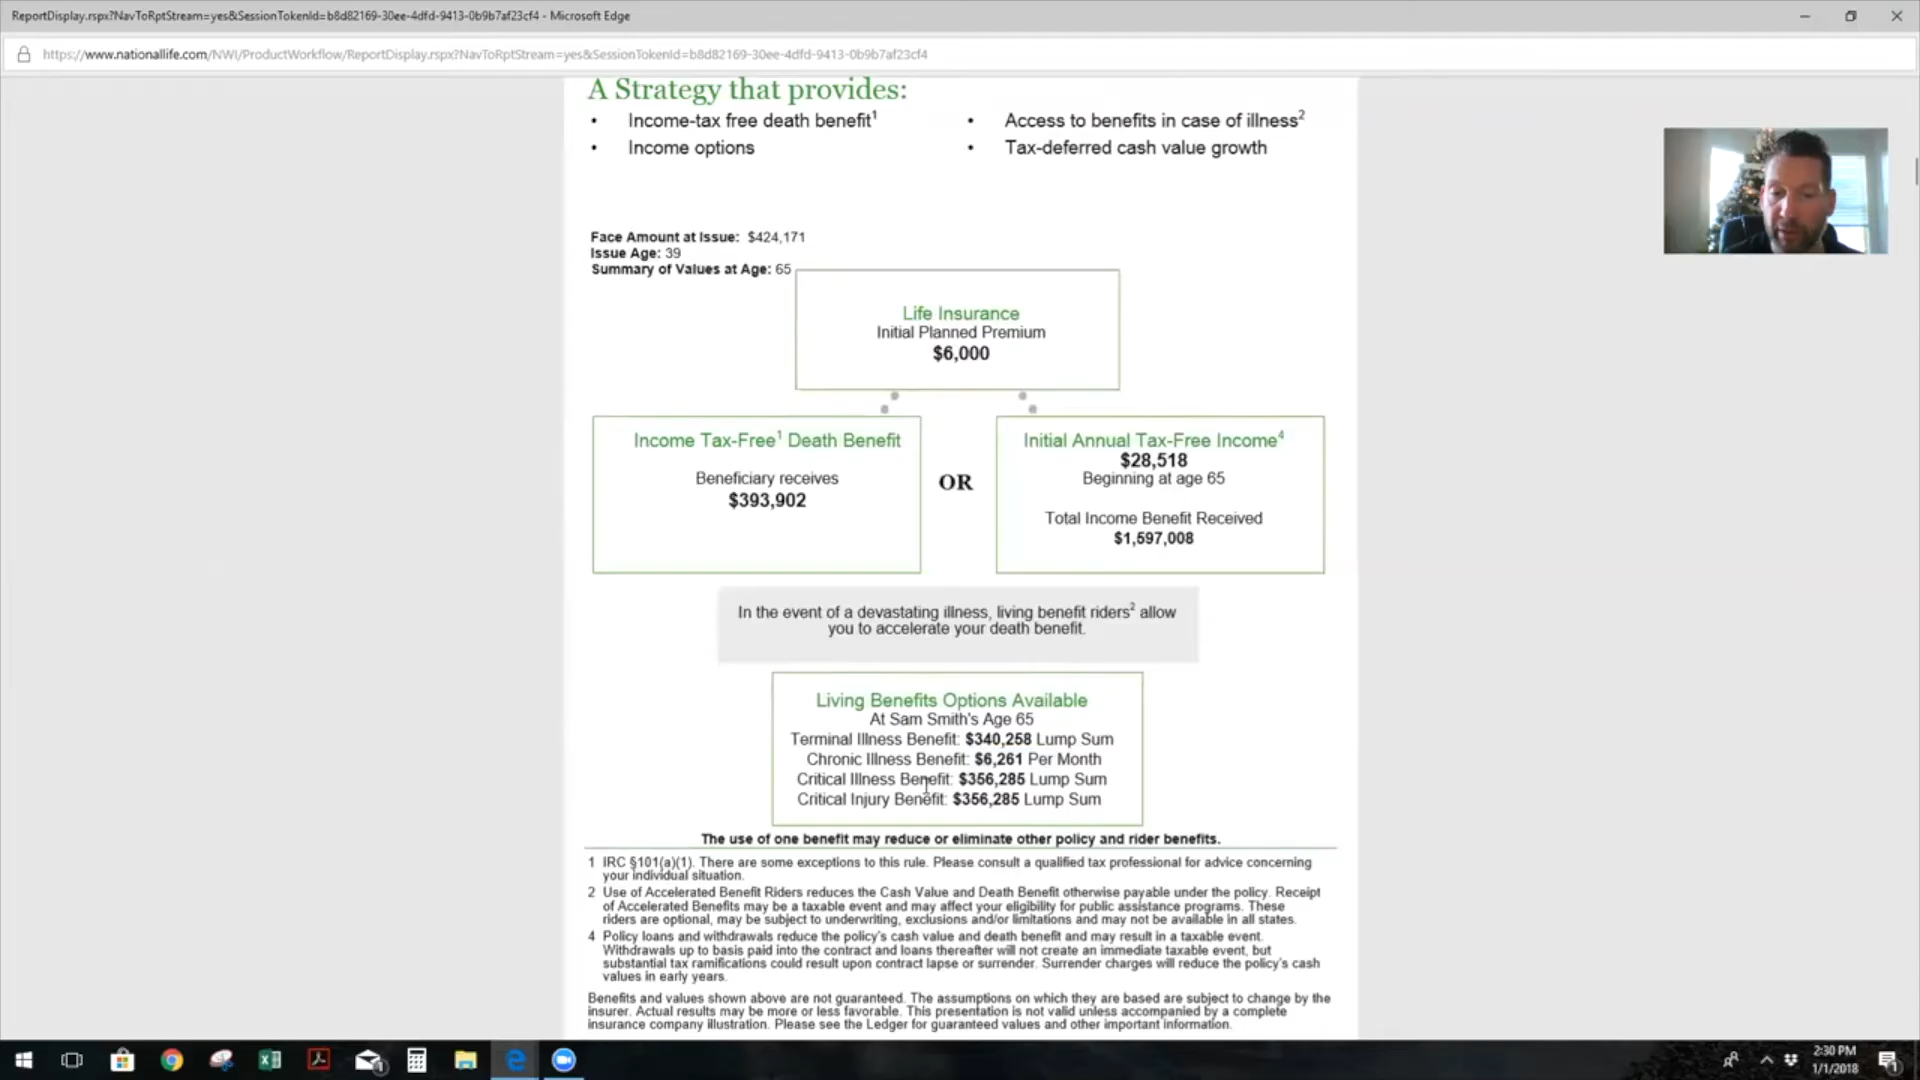 ReportDisplay.rspx?NavToRptStream=yes&SessionTokenId=b8d82169-30ee-4dfd-9413-0b9b7af23cf4 - Microsoft Edge
https://www.nationallife.com/NWI/ProductWorkflow/ReportDisplay.rspx?NavToRptStream=yes&SessionTokenId=b8d82169-30ee-4dfd-9413-0b9b7af23cf4
A Strategy that provides:
• Income-tax free death benefit¹
• Income options
• Access to benefits in case of illness²
• Tax-deferred cash value growth
Face Amount at Issue: $424,171
Issue Age: 39
Summary of Values at Age: 65
Life Insurance
Initial Planned Premium
$6,000
Income Tax-Free¹ Death Benefit
Beneficiary receives
$393,902
OR
Initial Annual Tax-Free Income⁴
$28,518
Beginning at age 65
Total Income Benefit Received
$1,597,008
In the event of a devastating illness, living benefit riders² allow
you to accelerate your death benefit.
Living Benefits Options Available
At Sam Smith's Age 65
Terminal Illness Benefit: $340,258 Lump Sum
Chronic Illness Benefit: $6,261 Per Month
Critical Illness Benefit: $356,285 Lump Sum
Critical Injury Benefit: $356,285 Lump Sum
The use of one benefit may reduce or eliminate other policy and rider benefits.
1 IRC §101(a)(1). There are some exceptions to this rule. Please consult a qualified tax professional for advice concerning
your individual situation.
2 Use of Accelerated Benefit Riders reduces the Cash Value and Death Benefit otherwise payable under the policy. Receipt
of Accelerated Benefits may be a taxable event and may affect your eligibility for public assistance programs. These
riders are optional, may be subject to underwriting, exclusions and/or limitations and may not be available in all states.
4 Policy loans and withdrawals reduce the policy's cash value and death benefit and may result in a taxable event.
Withdrawals up to basis paid into the contract and loans thereafter will not create an immediate taxable event, but
substantial tax ramifications could result upon contract lapse or surrender. Surrender charges will reduce the policy's cash
values in early years.
Benefits and values shown above are not guaranteed. The assumptions on which they are based are subject to change by the
insurer. Actual results may be more or less favorable. This presentation is not valid unless accompanied by a complete
insurance company illustration. Please see the Ledger for guaranteed values and other important information.
2:30 PM
1/1/2018